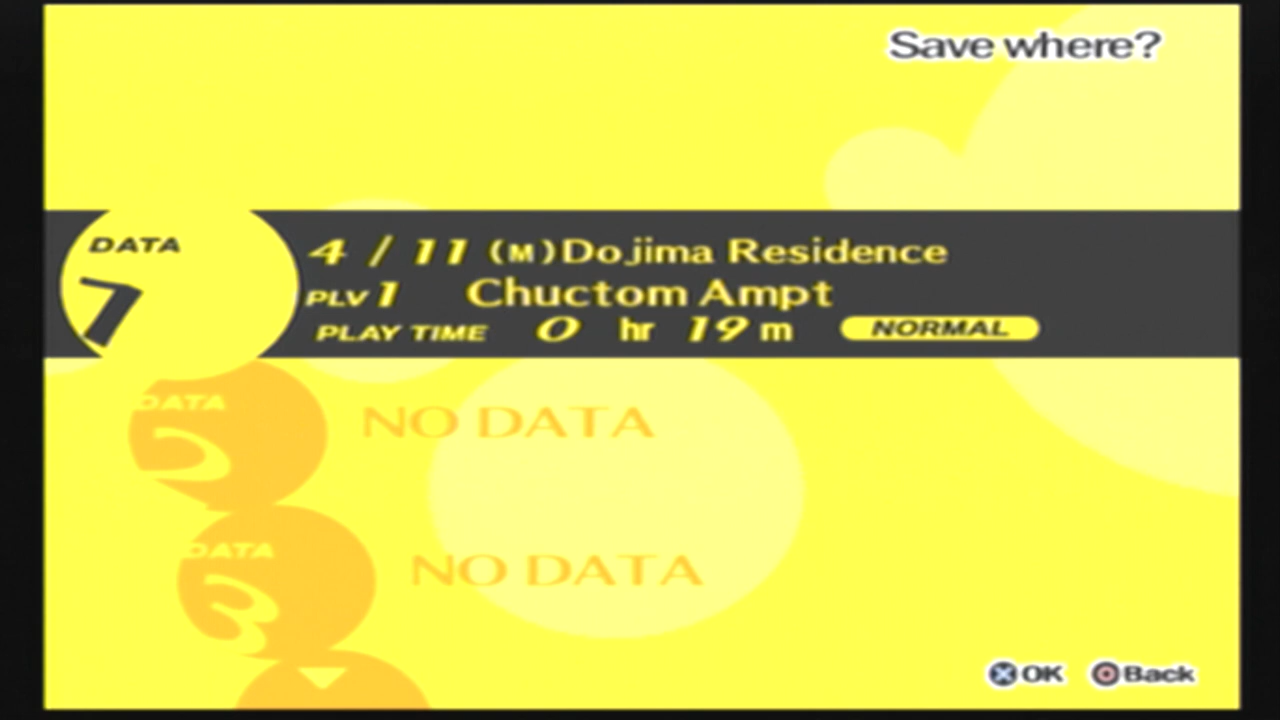 Save where?
DATA
1
4 / 11 (M) Dojima Residence
PLV 1 Chuctom Ampt
PLAY TIME 0 hr 19 m NORMAL
DATA
2
NO DATA
DATA
3
NO DATA
OK Back